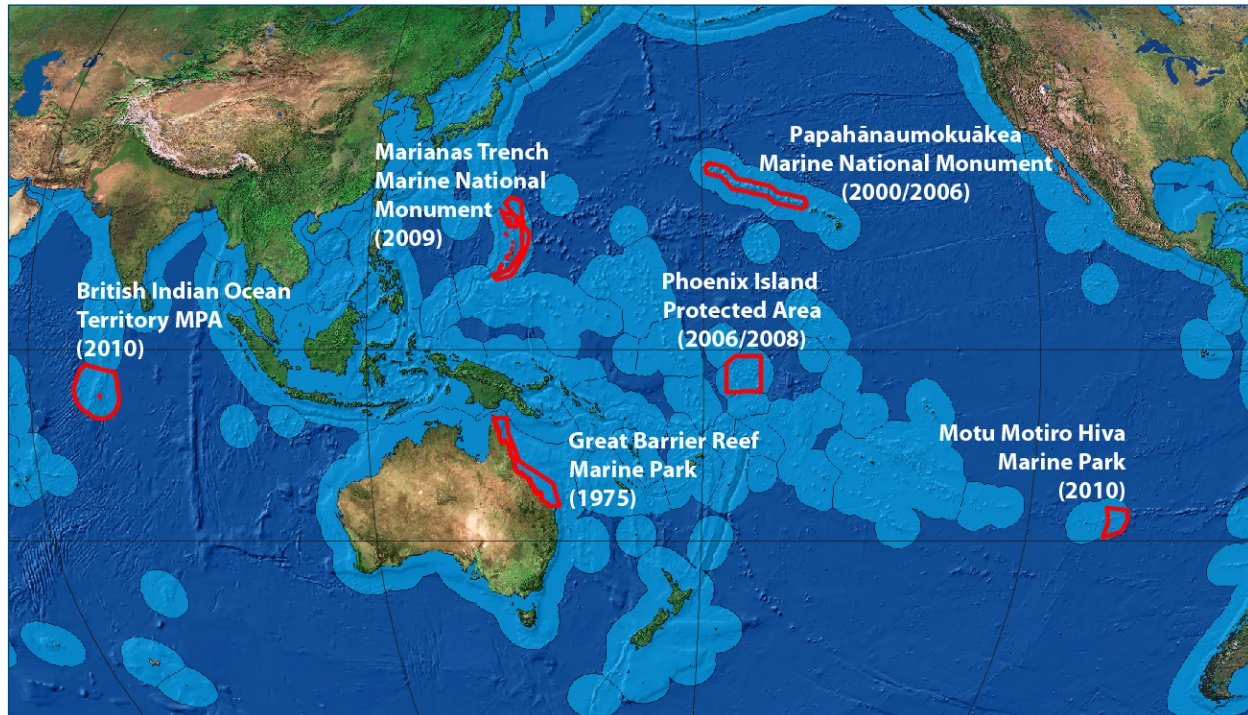 Papahānaumokuākea
Marine National Monument
(2000/2006)
Marianas Trench
Marine National
Monument
(2009)
British Indian Ocean
Territory MPA
(2010)
Phoenix Island
Protected Area
(2006/2008)
Great Barrier Reef
Marine Park
(1975)
Motu Motiro Hiva
Marine Park
(2010)